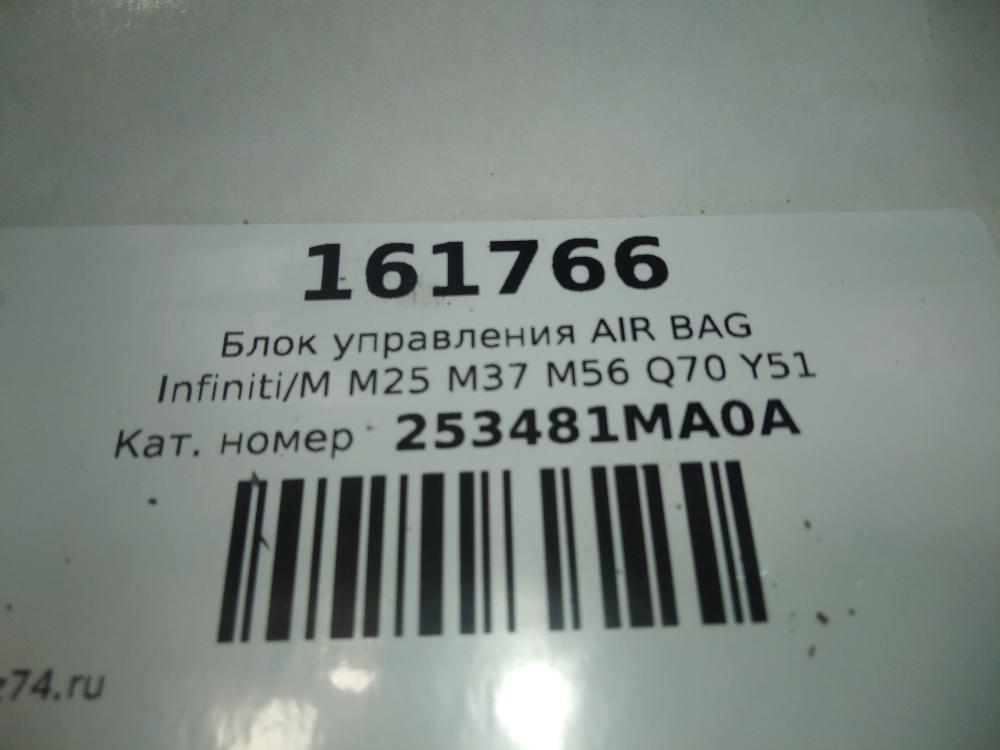 161766
Блок управления AIR BAG
Infiniti/M M25 M37 M56 Q70 Y51
Кат. номер 253481MA0A
z74.ru